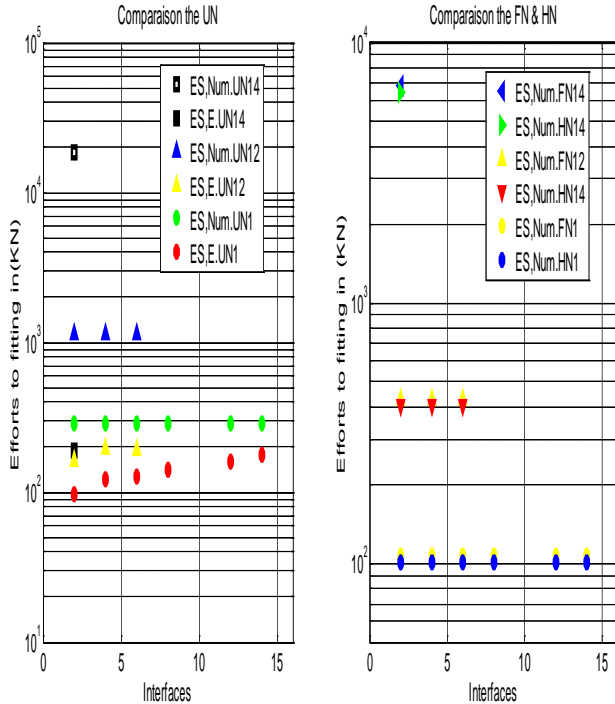 Comparaison the UN
Efforts to fitting in(KN)
10^5
10^4
10^3
10^2
10^1
ES,Num.UN14
ES,E.UN14
ES,Num.UN12
ES,E.UN12
ES,Num.UN1
ES,E.UN1
0 5 10 15
Interfaces
Comparaison the FN & HN
Efforts to fitting in (KN)
10^4
10^3
10^2
ES,Num.FN14
ES,Num.HN14
ES,Num.FN12
ES,Num.HN14
ES,Num.FN1
ES,Num.HN1
0 5 10 15
Interfaces